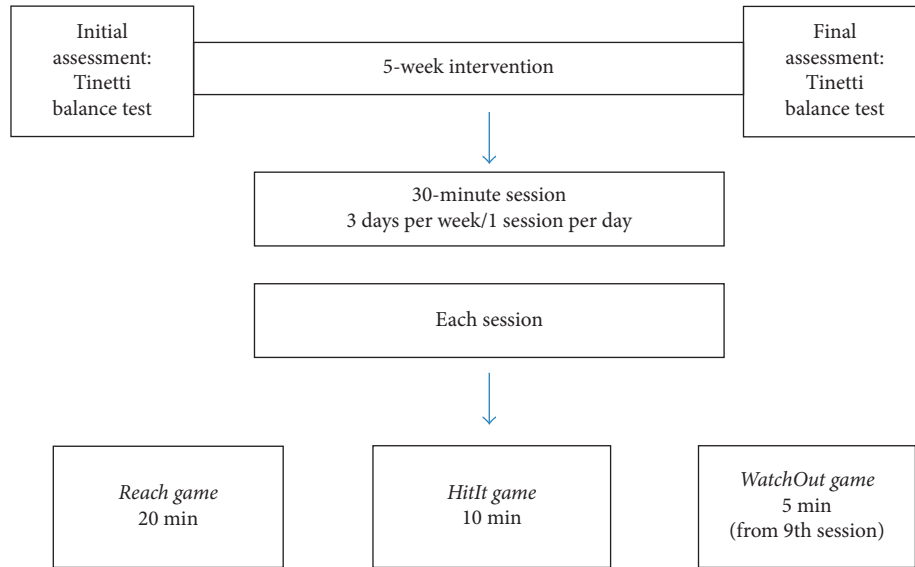 Initial
assessment:
Tinetti
balance test
5-week intervention
Final
assessment:
Tinetti
balance test
30-minute session
3 days per week/1 session per day
Each session
Reach game
20 min
HitIt game
10 min
WatchOut game
5 min
(from 9th session)